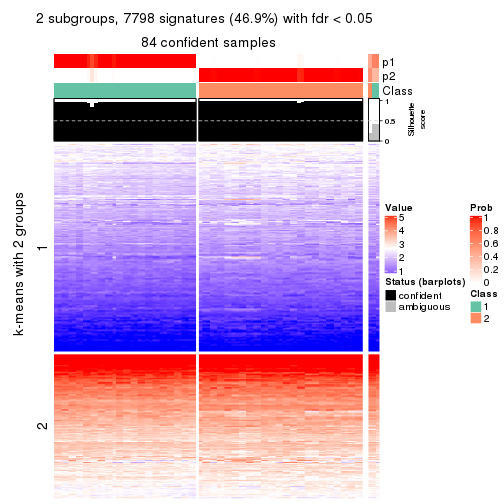 2 subgroups, 7798 signatures (46.9%) with fdr < 0.05
84 confident samples
p1
p2
Class
1
0.5
0
Silhouette
score
k-means with 2 groups
1
2
Value
5
4
3
2
1
Status (barplots)
confident
ambiguous
Prob
1
0.8
0.6
0.4
0.2
0
Class
1
2